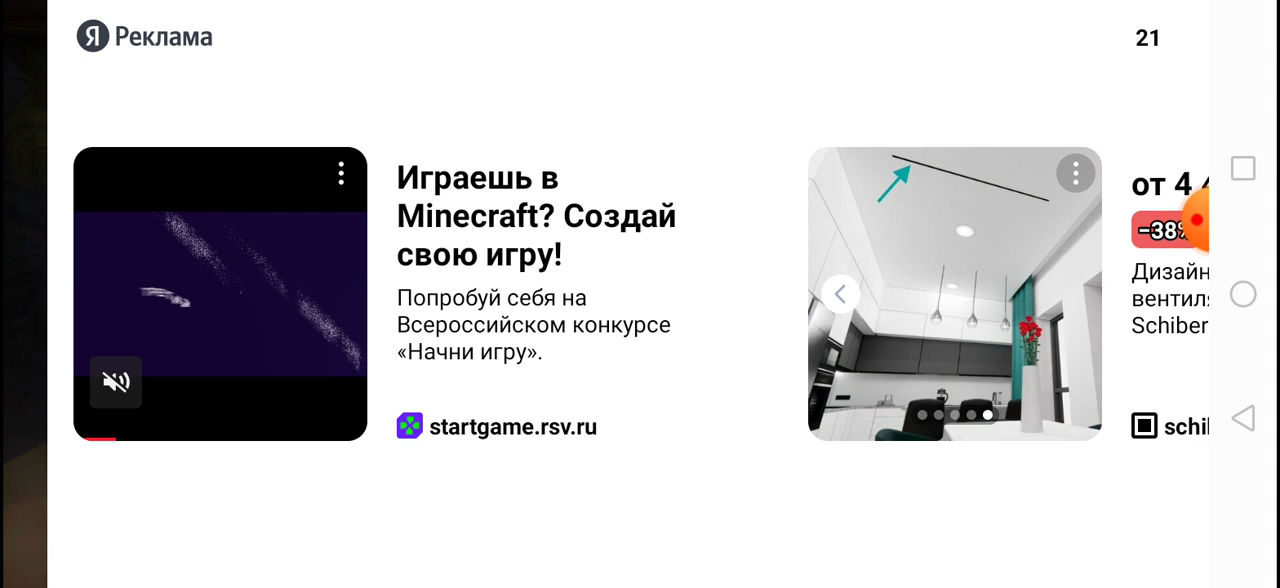 Я Реклама
21
Играешь в
Minecraft? Создай
свою игру!
Попробуй себя на
Всероссийском конкурсе
«Начни игру».
startgame.rsv.ru
от 4
–38%
Дизайн
Schiber